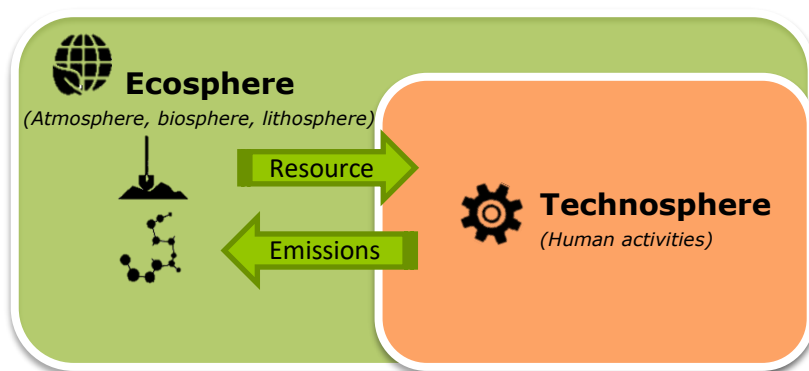 Ecosphere
(Atmosphere, biosphere, lithosphere)
Resource
Emissions
Technosphere
(Human activities)